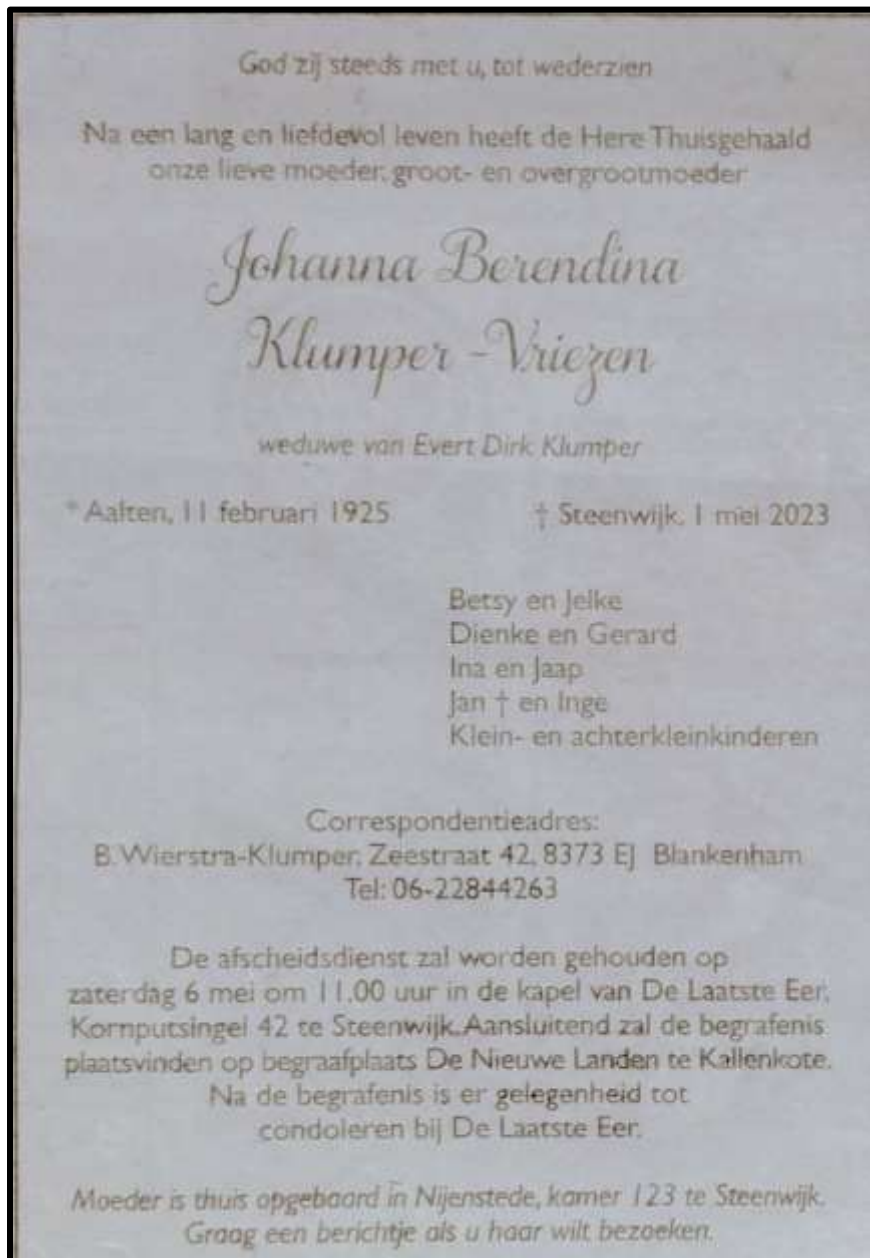 God zij steeds met u, tot wederzien
Na een lang en liefdevol leven heeft de Here Thuisgehaald
onze lieve moeder, groot- en overgrootmoeder
Johanna Berendina
Klumper - Vriezen
weduwe van Evert Dirk Klumper
* Aalten, 11 februari 1925 † Steenwijk, 1 mei 2023
Betsy en Jelke
Dienke en Gerard
Ina en Jaap
Jan † en Inge
Klein- en achterkleinkinderen
Correspondentieadres:
B. Wierstra-Klumper, Zeestraat 42, 8373 EJ Blankenham
Tel: 06-22844263
De afscheidsdienst zal worden gehouden op
zaterdag 6 mei om 11.00 uur in de kapel van De Laatste Eer,
Kornputsingel 42 te Steenwijk. Aansluitend zal de begrafenis
plaatsvinden op begraafplaats De Nieuwe Landen te Kallenkote.
Na de begrafenis is er gelegenheid tot
condoleren bij De Laatste Eer.
Moeder is thuis opgebaard in Nijenstede, kamer 123 te Steenwijk.
Graag een berichtje als u haar wilt bezoeken.